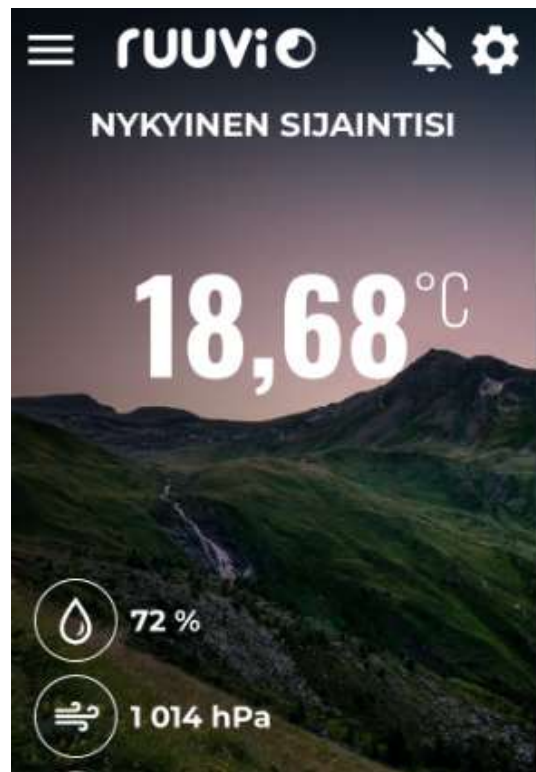 ruuvi
NYKYINEN SIJAINTISI
18,68 °C
72 %
1 014 hPa